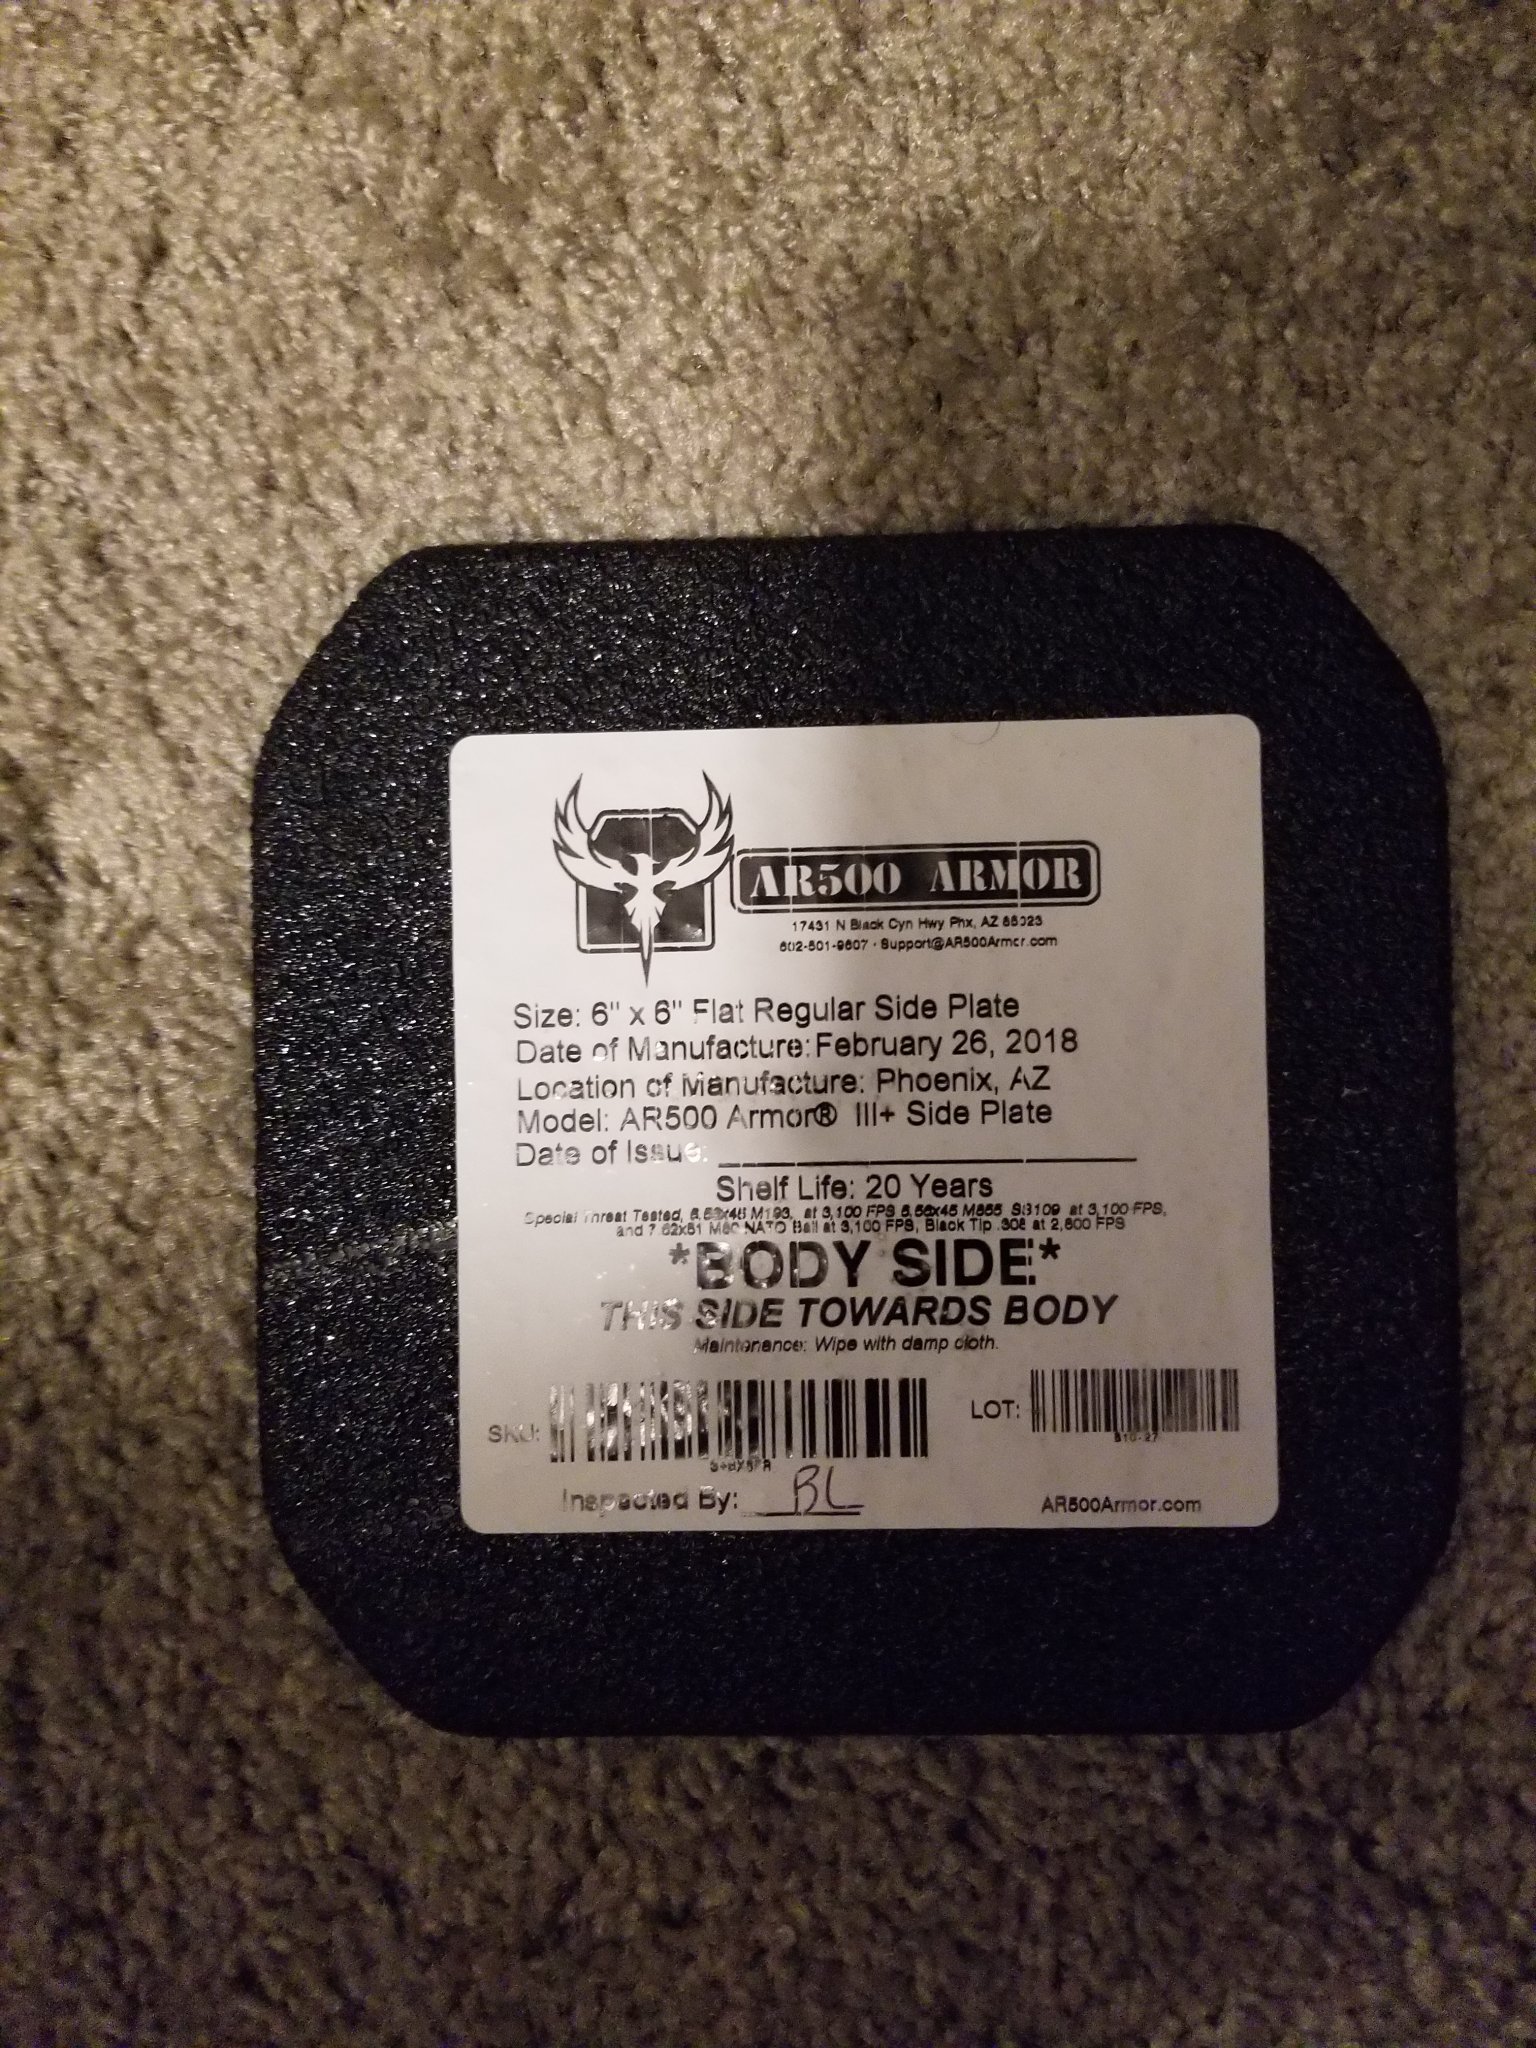 AR500 ARMOR
17431 N Black Cyn Hwy Phx, AZ 85023
602-501-9607 · Support@AR500Armor.com
Size: 6" x 6" Flat Regular Side Plate
Date of Manufacture: February 26, 2018
Location of Manufacture: Phoenix, AZ
Model: AR500 Armor® III+ Side Plate
Date of Issue:
Shelf Life: 20 Years
Special Threat Tested, 5.56x45 M193, at 3,100 FPS 5.56x45 M855 SS109 at 3,100 FPS,
and 7.62x51 M80 NATO Ball at 3,100 FPS, Black Tip .308 at 2,800 FPS
*BODY SIDE*
THIS SIDE TOWARDS BODY
Maintenance: Wipe with damp cloth.
SKU:
LOT:
Inspected By: BL
AR500Armor.com